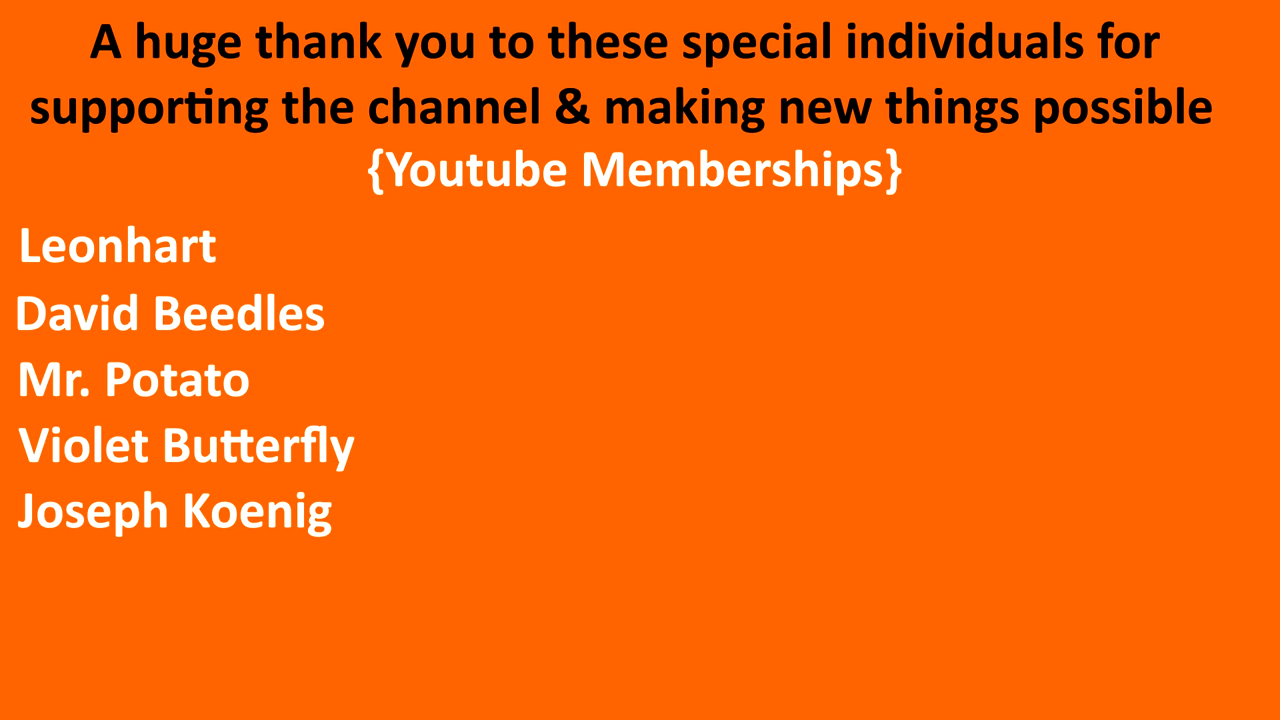 A huge thank you to these special individuals for
supporting the channel & making new things possible
{Youtube Memberships}
Leonhart
David Beedles
Mr. Potato
Violet Butterfly
Joseph Koenig